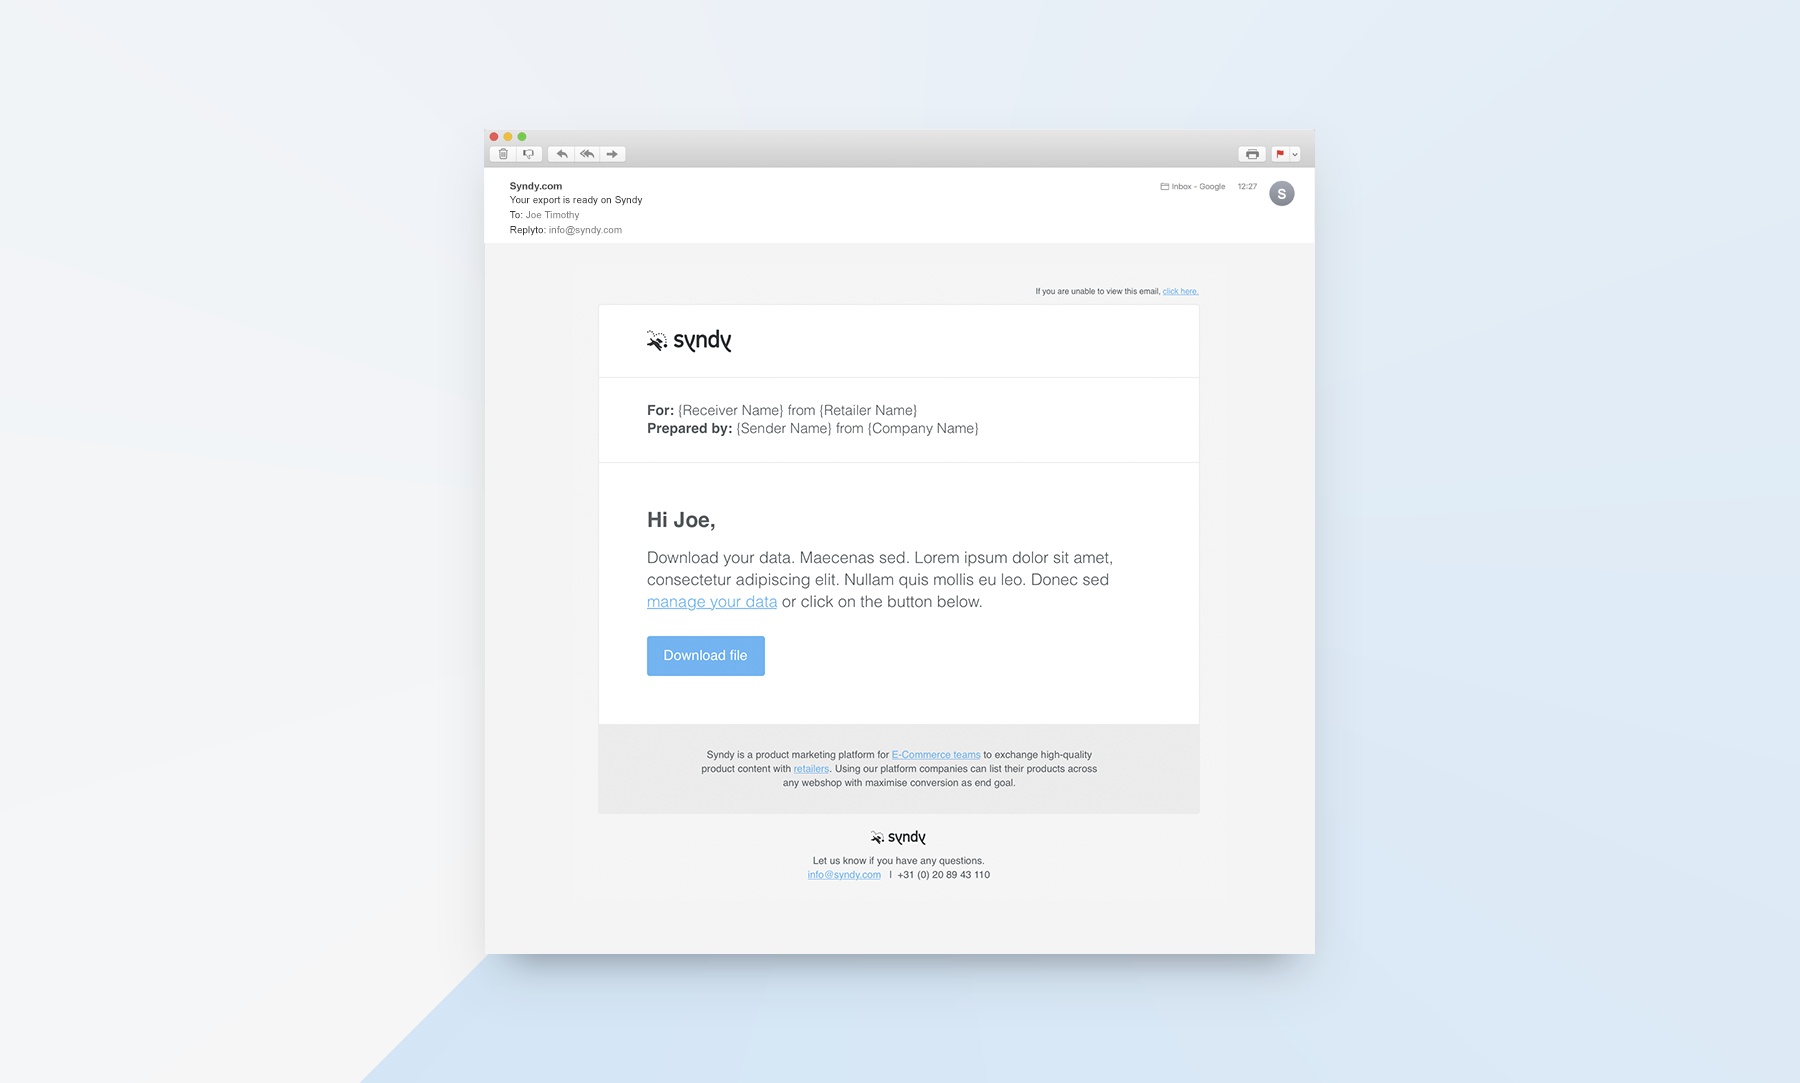 Syndy.com
Inbox - Google 12:27
S
Your export is ready on Syndy
To: Joe Timothy
Replyto: info@syndy.com
If you are unable to view this email, click here.
syndy
For: {Receiver Name} from {Retailer Name}
Prepared by: {Sender Name} from {Company Name}
Hi Joe,
Download your data. Maecenas sed. Lorem ipsum dolor sit amet,
consectetur adipiscing elit. Nullam quis mollis eu leo. Donec sed
manage your data or click on the button below.
Download file
Syndy is a product marketing platform for E-Commerce teams to exchange high-quality
product content with retailers. Using our platform companies can list their products across
any webshop with maximise conversion as end goal.
syndy
Let us know if you have any questions.
info@syndy.com | +31 (0) 20 89 43 110